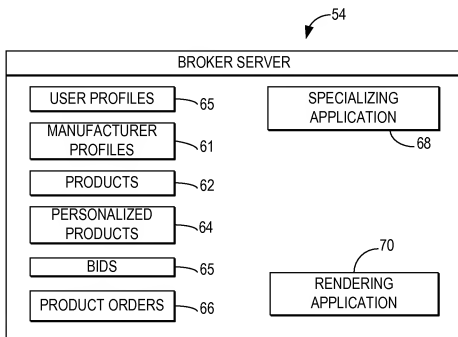 54
BROKER SERVER
USER PROFILES
65
MANUFACTURER
PROFILES
61
PRODUCTS
62
PERSONALIZED
PRODUCTS
64
BIDS
65
PRODUCT ORDERS
66
SPECIALIZING
APPLICATION
68
70
RENDERING
APPLICATION